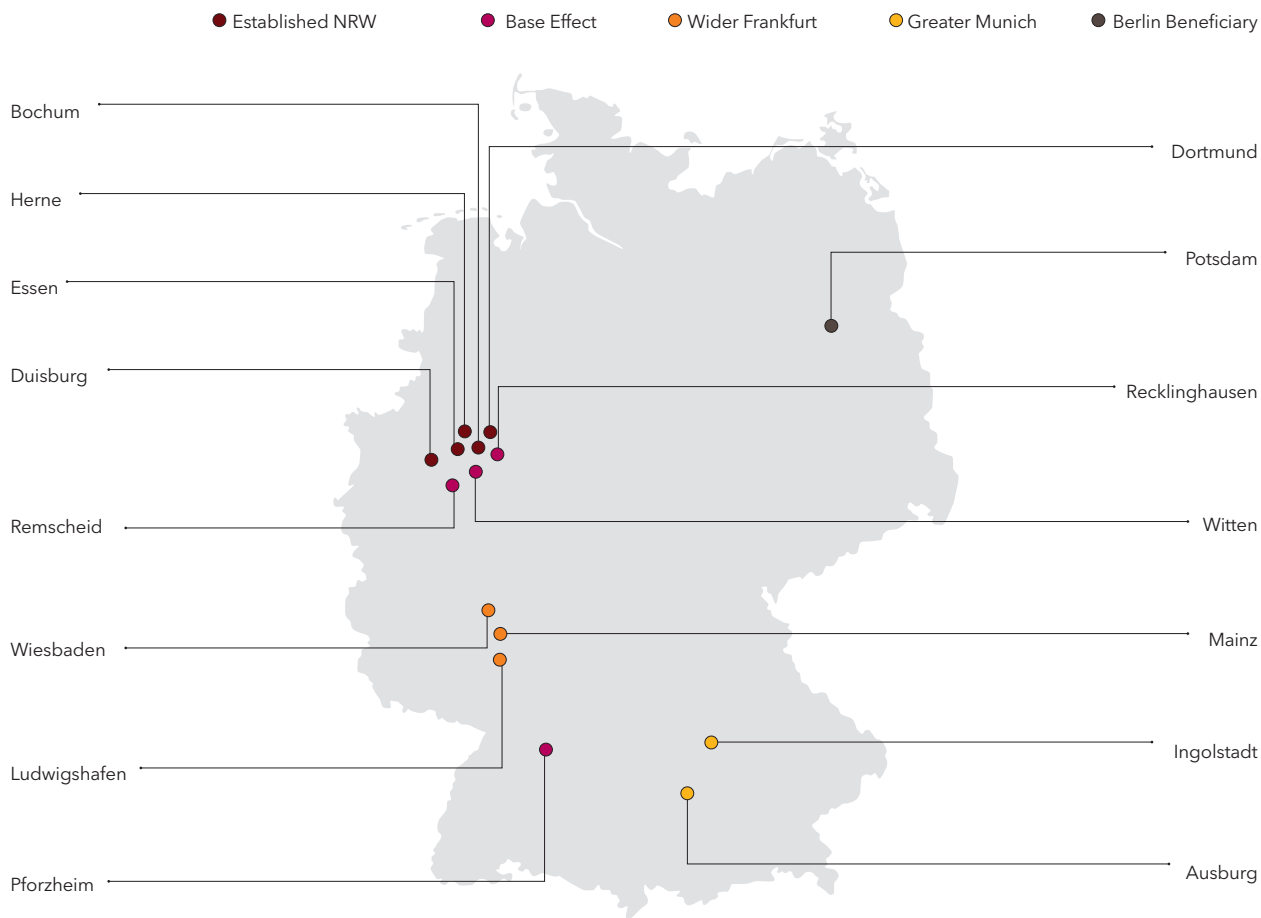 Established NRW
Base Effect
Wider Frankfurt
Greater Munich
Berlin Beneficiary
Bochum
Dortmund
Herne
Potsdam
Essen
Duisburg
Recklinghausen
Remscheid
Witten
Wiesbaden
Mainz
Ludwigshafen
Ingolstadt
Pforzheim
Ausburg